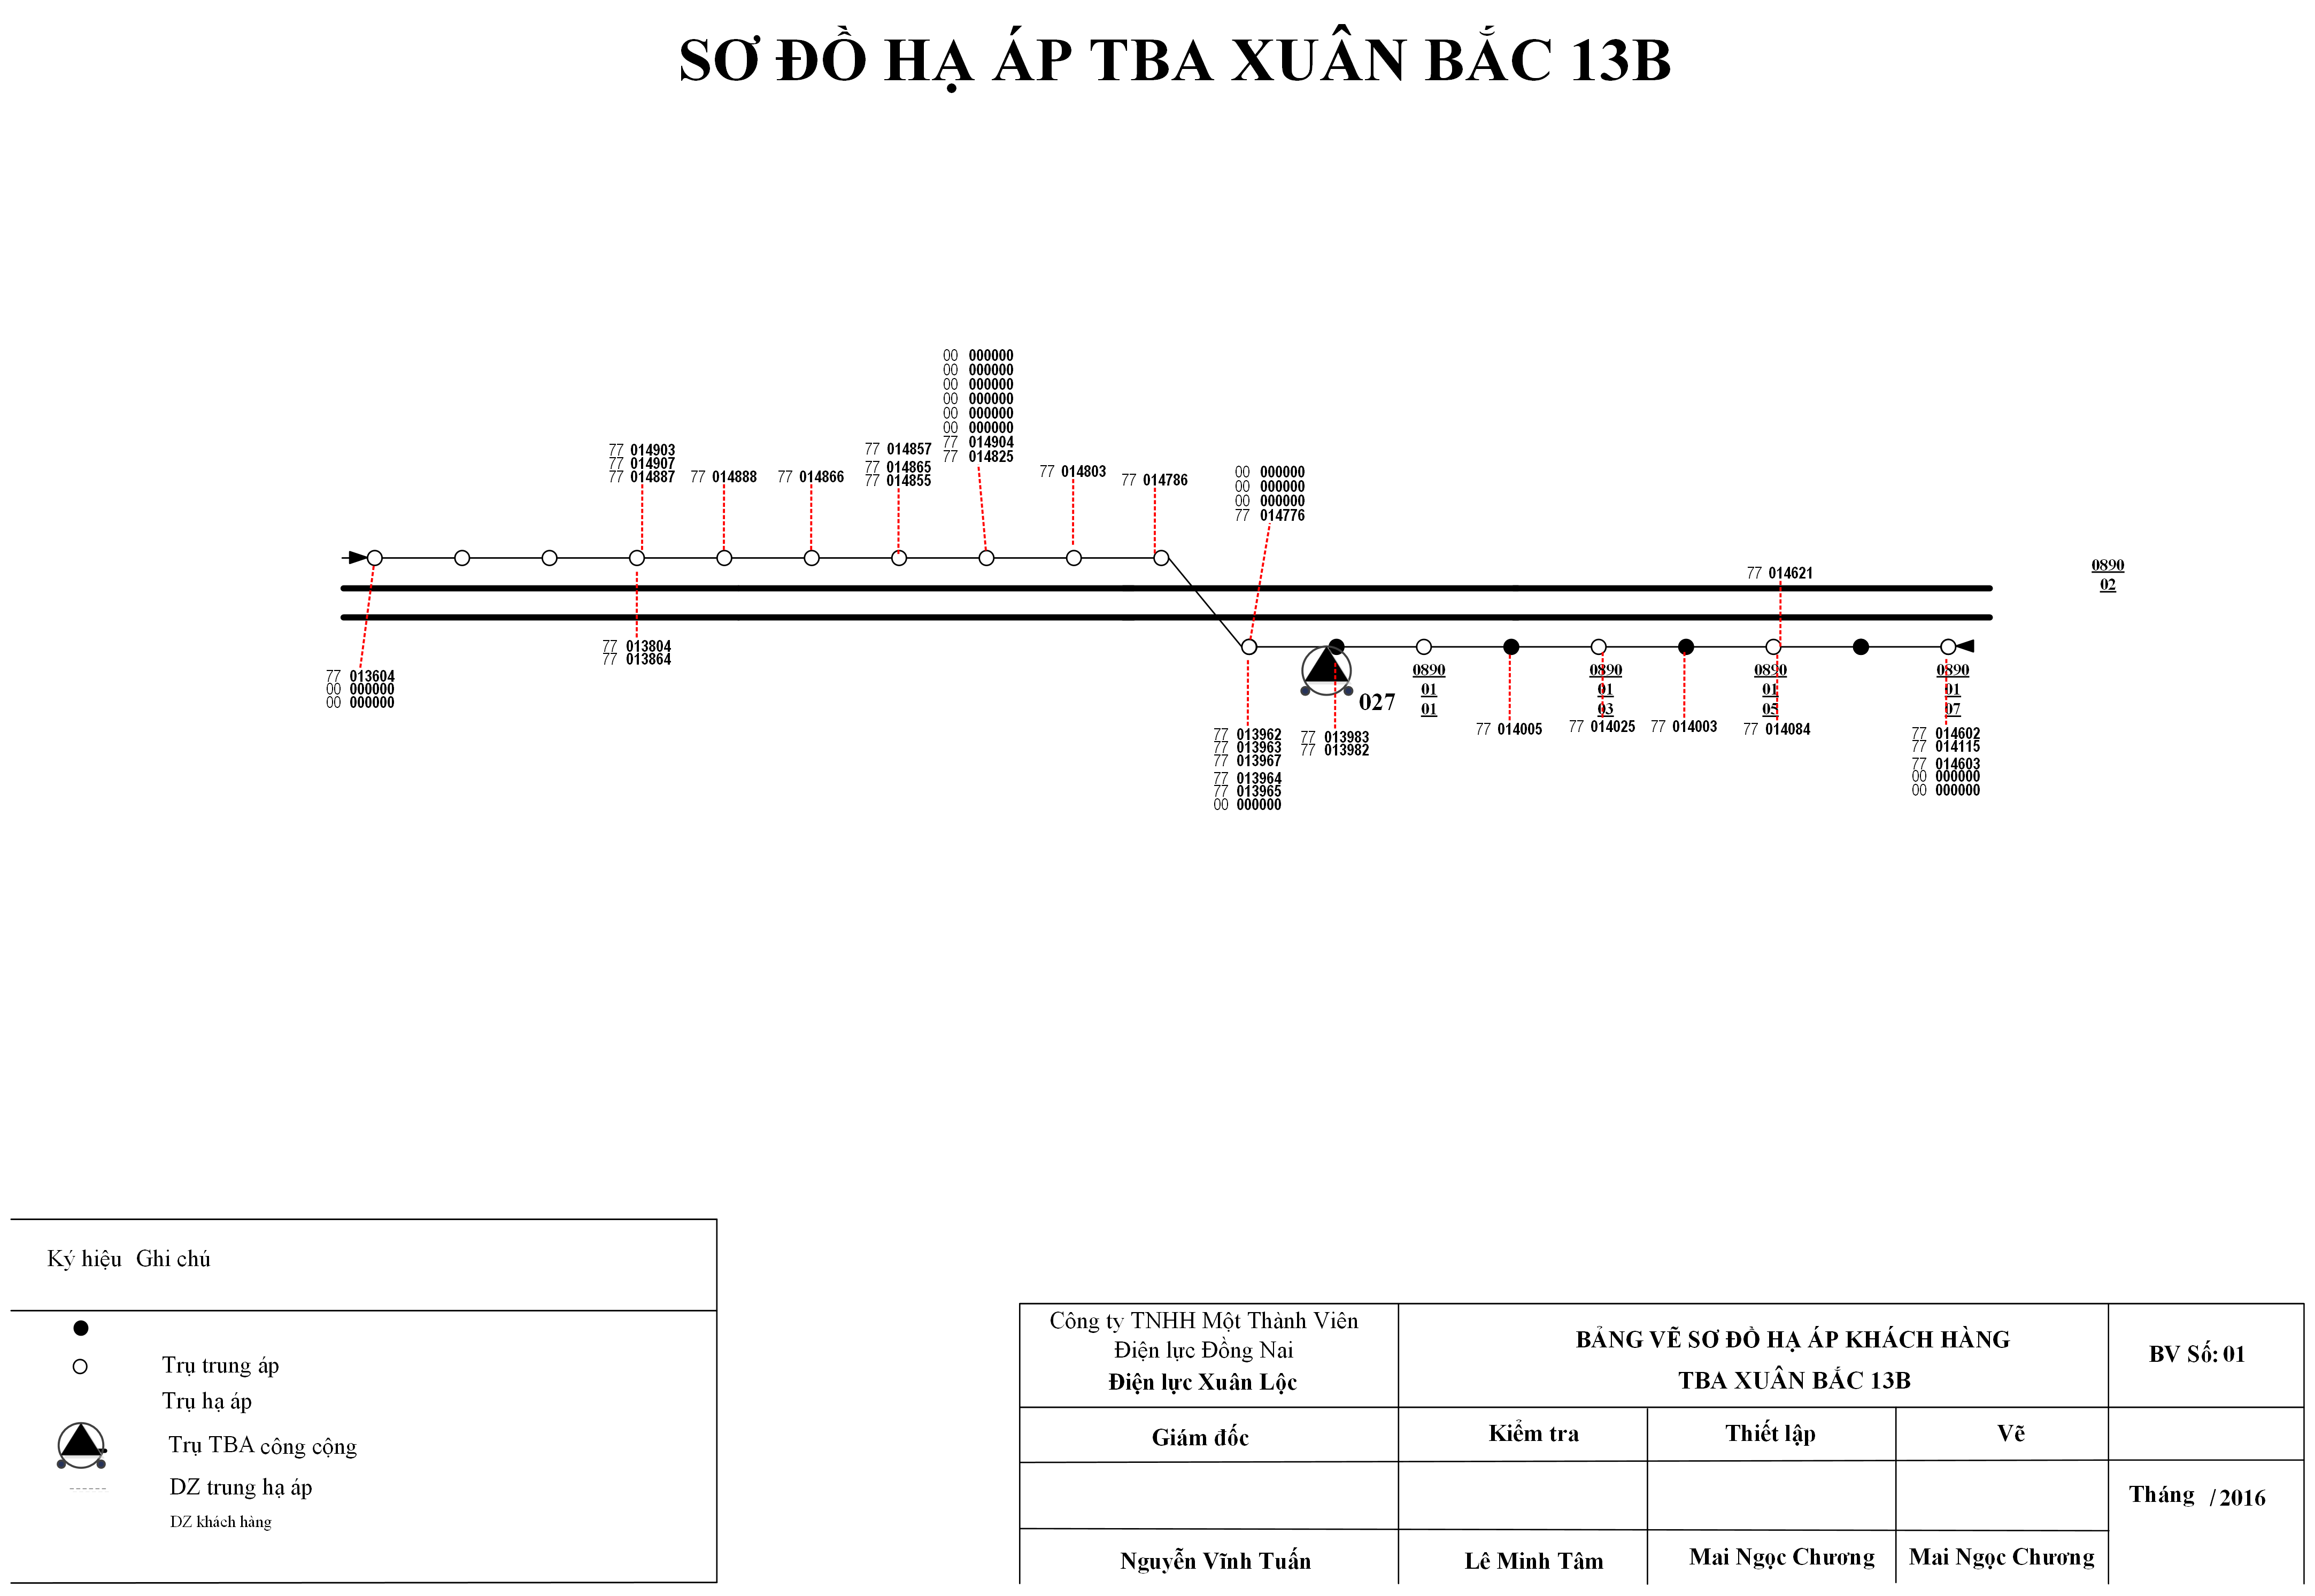 SƠ ĐỒ HẠ ÁP TBA XUÂN BẮC 13B
00 000000
00 000000
00 000000
00 000000
00 000000
00 000000
77 014904
77 014825
77 014903
77 014907
77 014887
77 014888
77 014866
77 014857
77 014865
77 014855
77 014803
77 014786
00 000000
00 000000
00 000000
77 014776
77 014621
0890
02
77 013804
77 013864
77 013604
00 000000
00 000000
027
0890
01
01
0890
01
03
0890
01
05
0890
01
07
77 013962
77 013963
77 013967
77 013964
77 013965
00 000000
77 013983
77 013982
77 014005
77 014025
77 014003
77 014084
77 014602
77 014115
77 014603
00 000000
00 000000
Ký hiệu Ghi chú
Trụ trung áp
Trụ hạ áp
Trụ TBA công cộng
DZ trung hạ áp
DZ khách hàng
Công ty TNHH Một Thành Viên
Điện lực Đồng Nai
Điện lực Xuân Lộc
BẢNG VẼ SƠ ĐỒ HẠ ÁP KHÁCH HÀNG
TBA XUÂN BẮC 13B
BV Số: 01
Giám đốc
Kiểm tra
Thiết lập
Vẽ
Tháng / 2016
Nguyễn Vĩnh Tuấn
Lê Minh Tâm
Mai Ngọc Chương
Mai Ngọc Chương